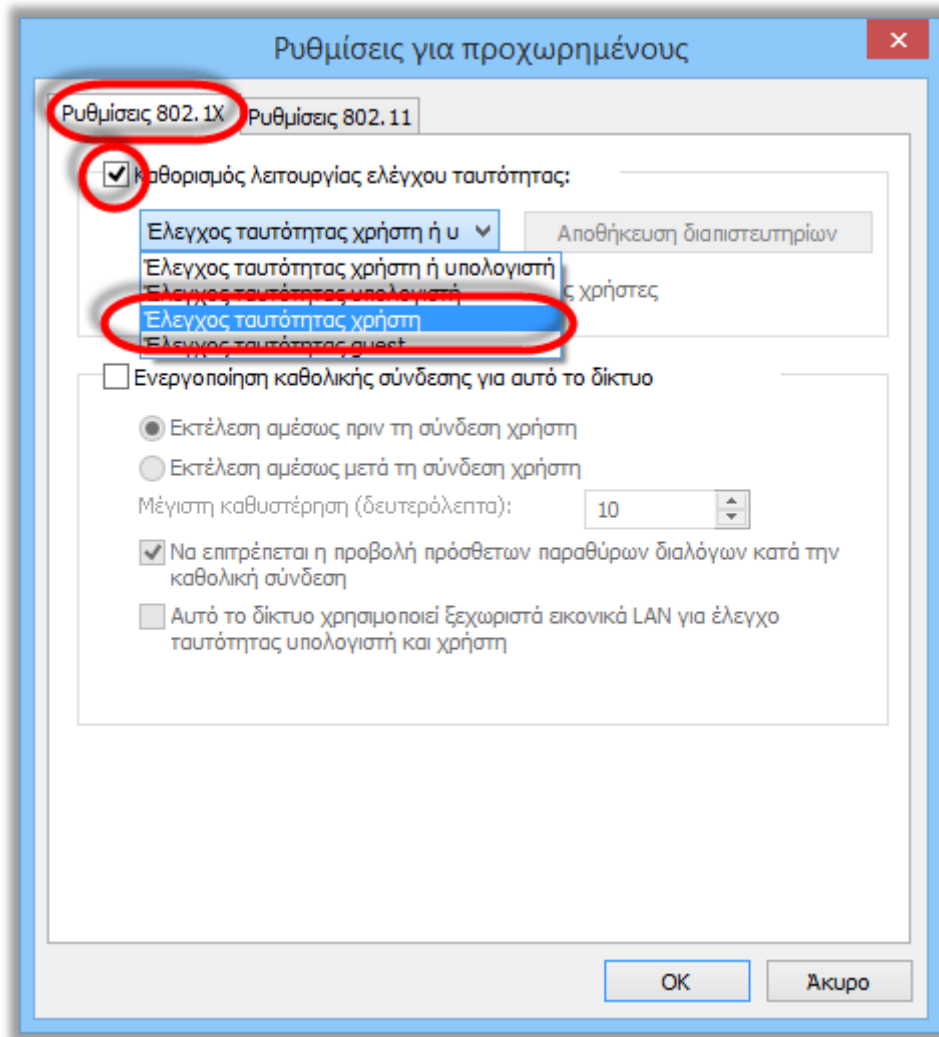 Ρυθμίσεις για προχωρημένους
Ρυθμίσεις 802.1X Ρυθμίσεις 802.11
Καθορισμός λειτουργίας ελέγχου ταυτότητας:
Έλεγχος ταυτότητας χρήστη ή υ Αποθήκευση διαπιστευτηρίων
Έλεγχος ταυτότητας χρήστη ή υπολογιστή
Έλεγχος ταυτότητας υπολογιστή ς χρήστες
Έλεγχος ταυτότητας χρήστη
Έλεγχος ταυτότητας guest
Ενεργοποίηση καθολικής σύνδεσης για αυτό το δίκτυο
Εκτέλεση αμέσως πριν τη σύνδεση χρήστη
Εκτέλεση αμέσως μετά τη σύνδεση χρήστη
Μέγιστη καθυστέρηση (δευτερόλεπτα): 10
Να επιτρέπεται η προβολή πρόσθετων παραθύρων διαλόγων κατά την
καθολική σύνδεση
Αυτό το δίκτυο χρησιμοποιεί ξεχωριστά εικονικά LAN για έλεγχο
ταυτότητας υπολογιστή και χρήστη
OK Άκυρο